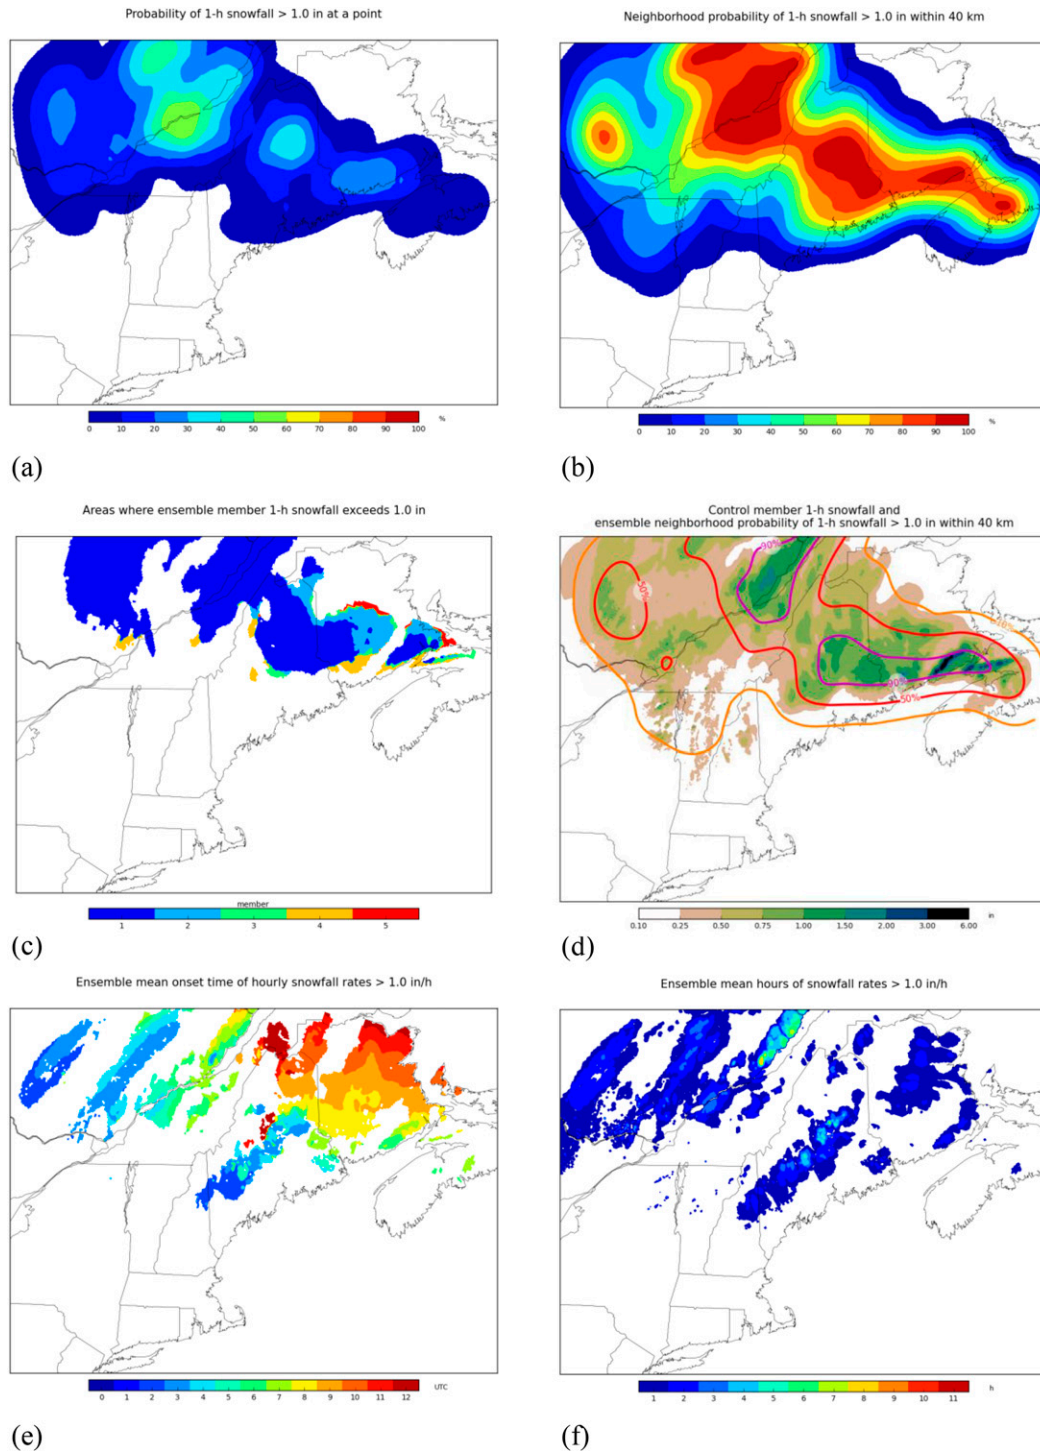 Probability of 1-h snowfall > 1.0 in at a point
Neighborhood probability of 1-h snowfall > 1.0 in within 40 km
0 10 20 30 40 50 60 70 80 90 100 %
0 10 20 30 40 50 60 70 80 90 100 %
(a)
(b)
Areas where ensemble member 1-h snowfall exceeds 1.0 in
Control member 1-h snowfall and
ensemble neighborhood probability of 1-h snowfall > 1.0 in within 40 km
90%
50%
10%
90%
50%
member
1 2 3 4 5
0.10 0.25 0.50 0.75 1.00 1.50 2.00 3.00 6.00 in
(c)
(d)
Ensemble mean onset time of hourly snowfall rates > 1.0 in/h
Ensemble mean hours of snowfall rates > 1.0 in/h
0 1 2 3 4 5 6 7 8 9 10 11 12 UTC
1 2 3 4 5 6 7 8 9 10 11 h
(e)
(f)